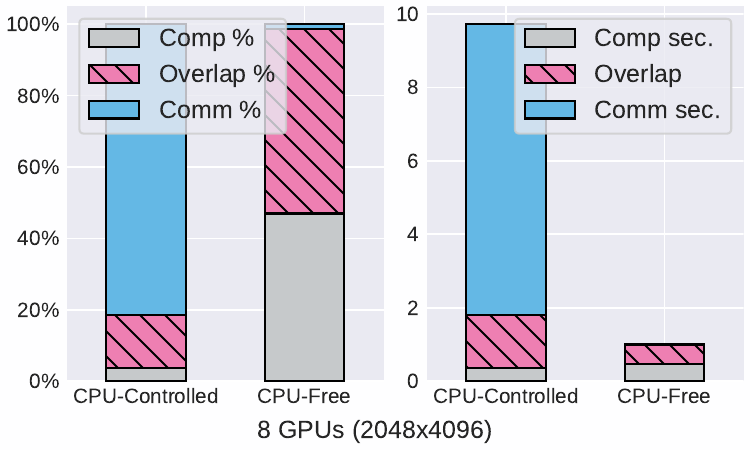 100%
80%
60%
40%
20%
0%
Comp %
Overlap %
Comm %
CPU-Controlled
CPU-Free
10
8
6
4
2
0
Comp sec.
Overlap
Comm sec.
CPU-Controlled
CPU-Free
8 GPUs (2048x4096)